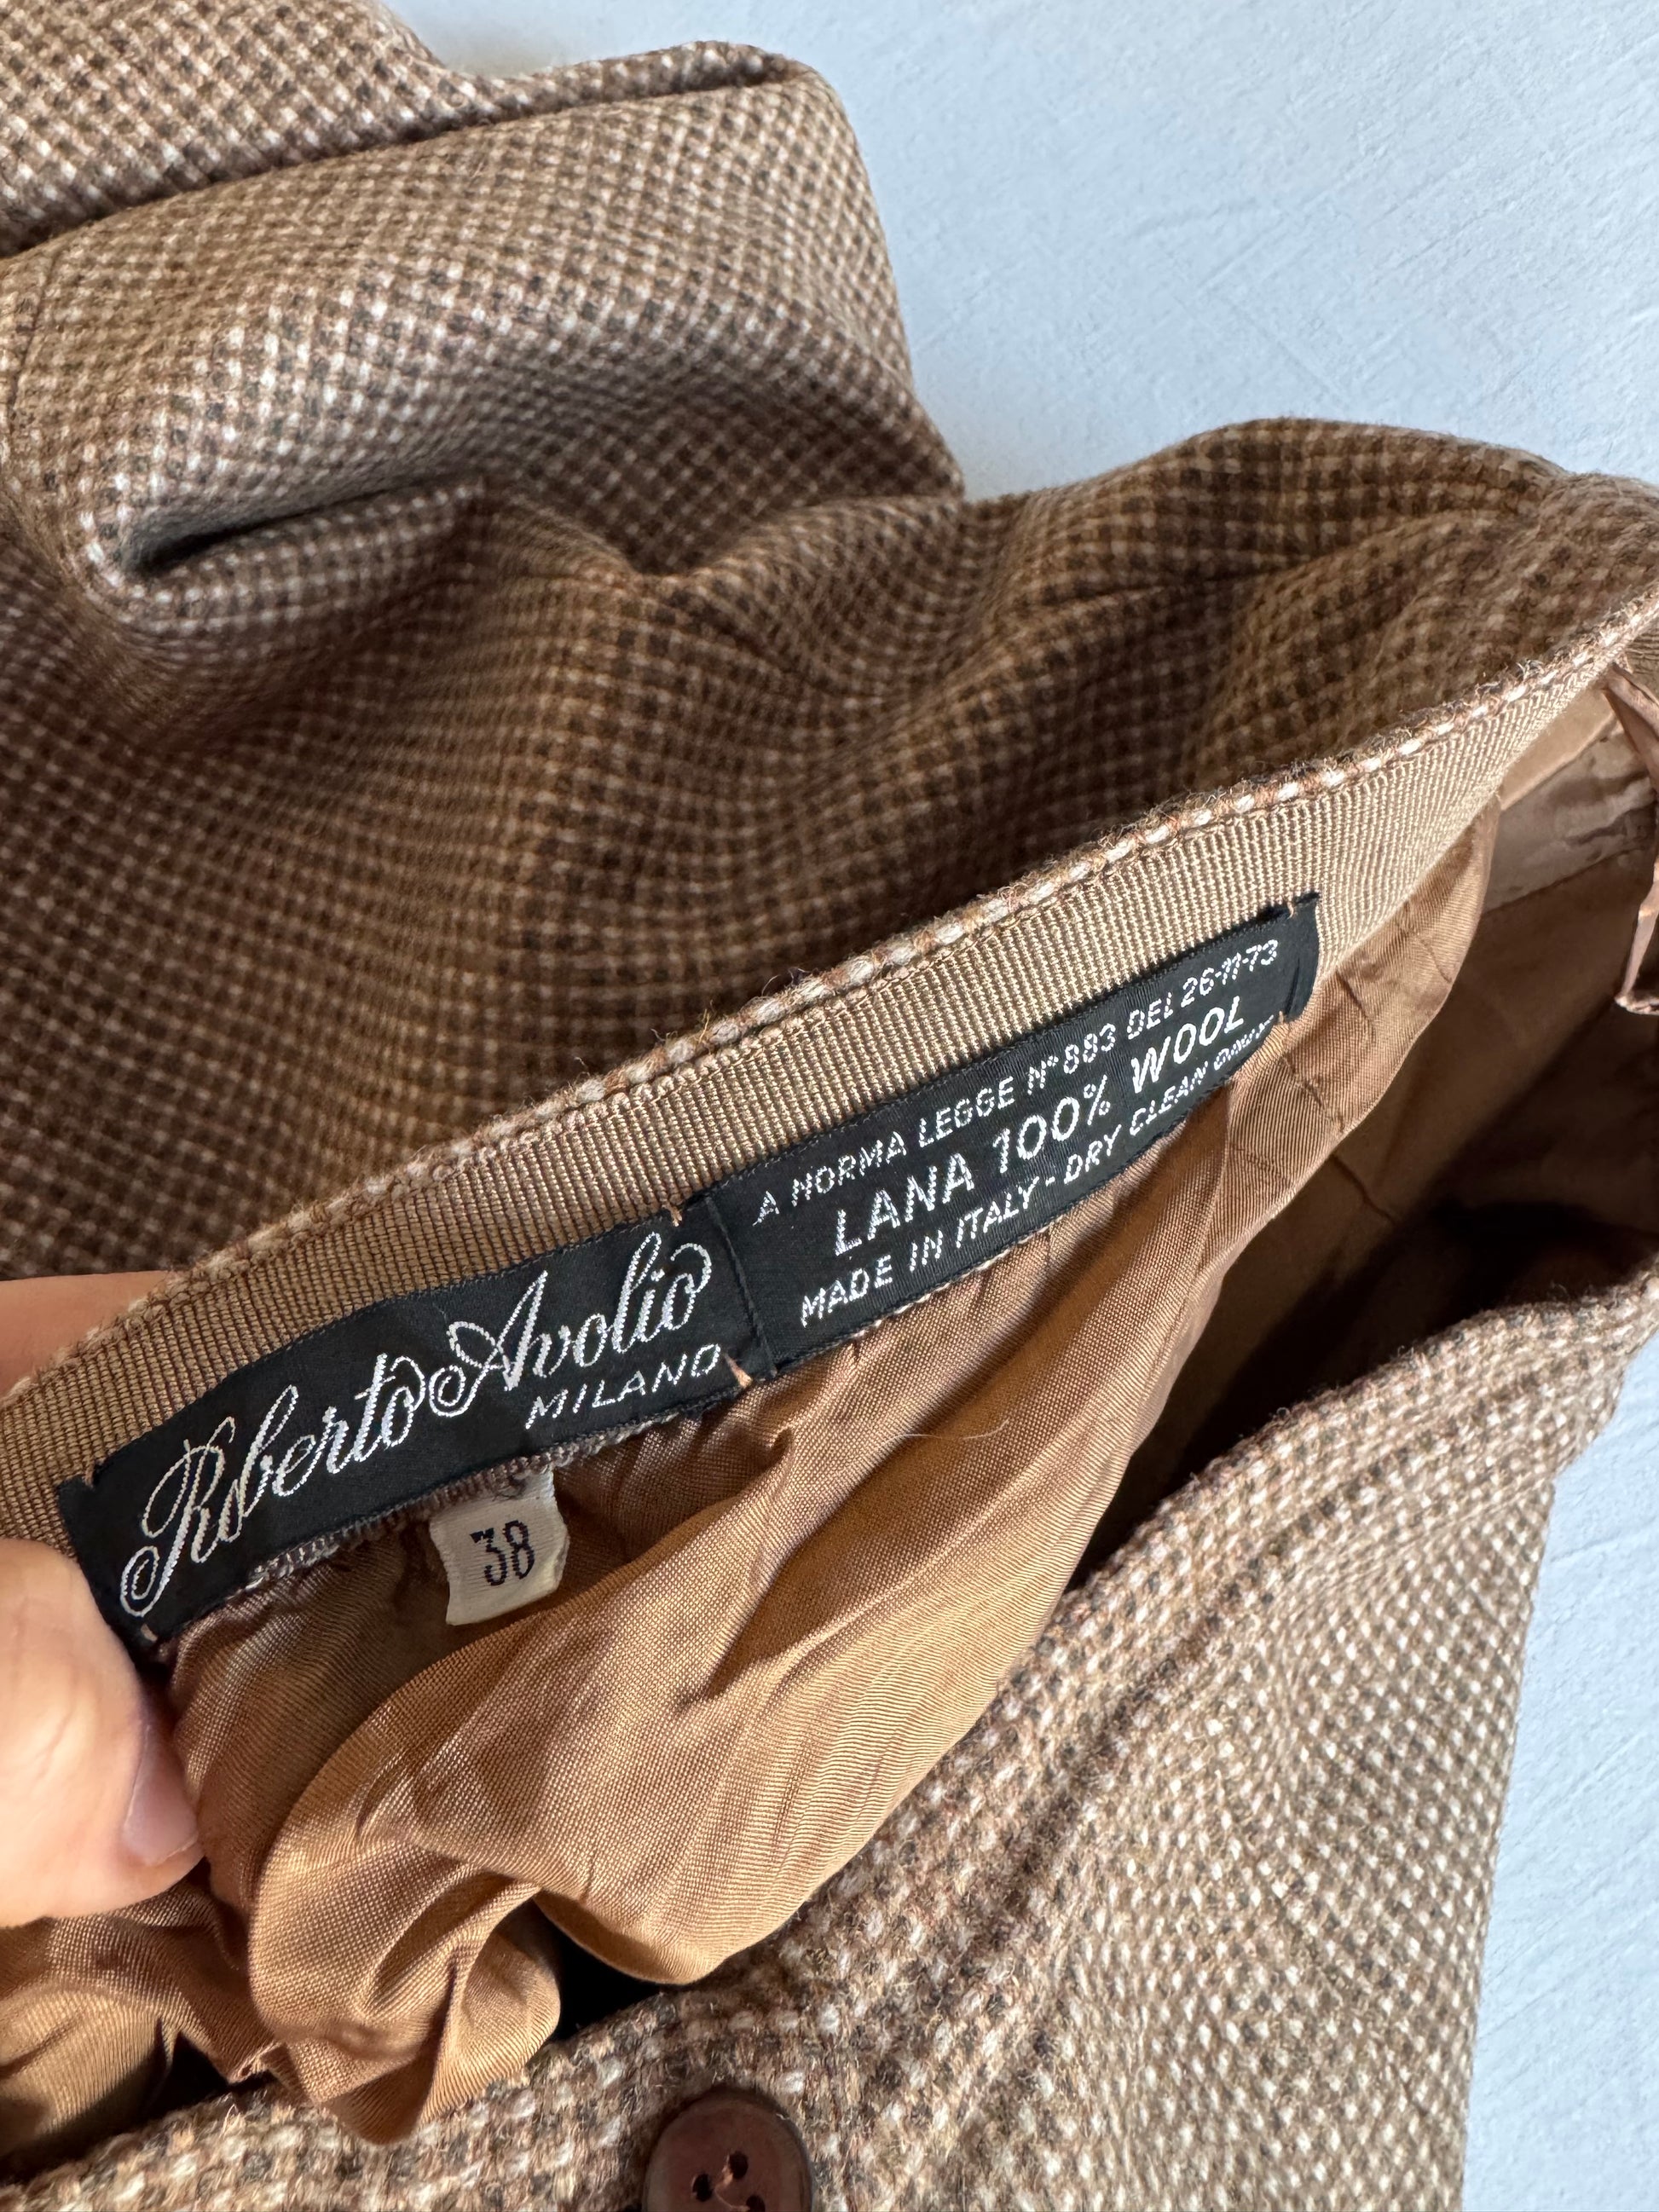 Roberto Avolio
MILANO
38
A NORMA LEGGE N°883 DEL 26-11-73
LANA 100% WOOL
MADE IN ITALY - DRY CLEAN ONLY